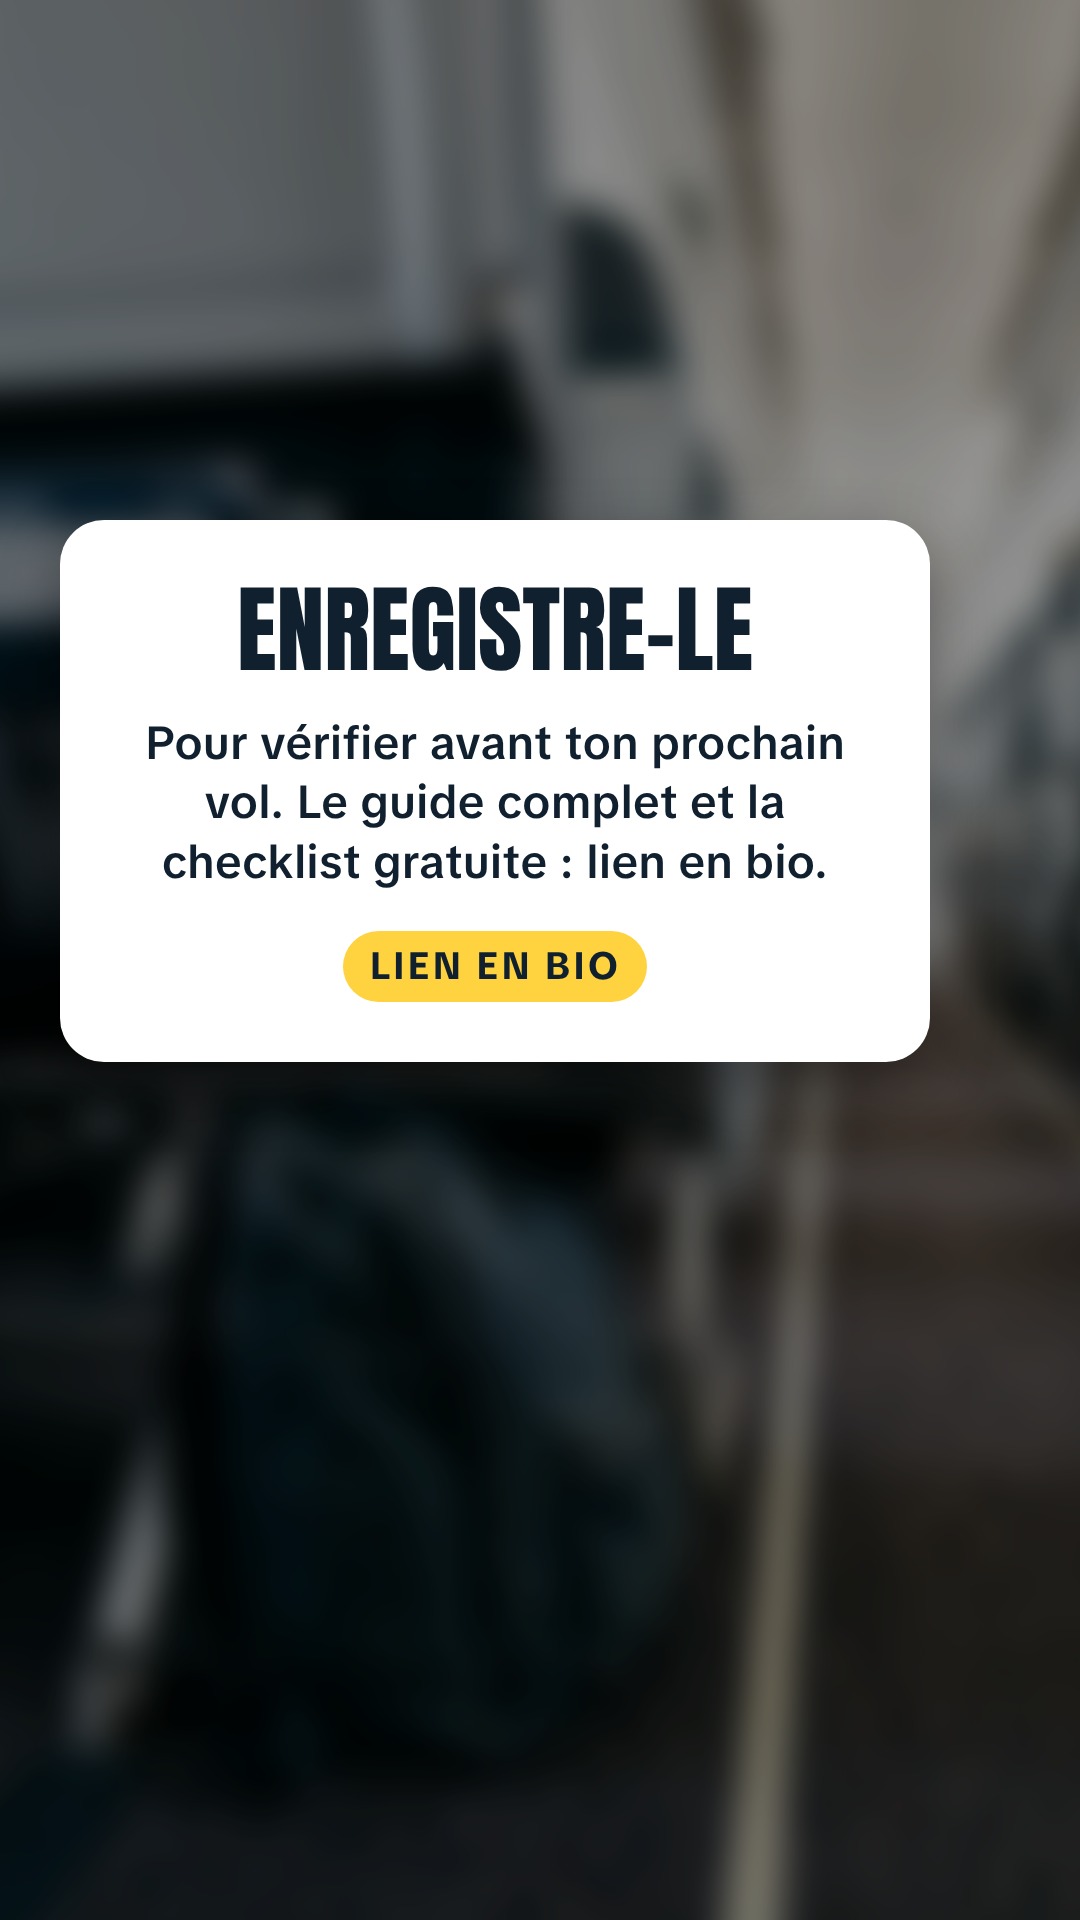 ENREGISTRE-LE
Pour vérifier avant ton prochain
vol. Le guide complet et la
checklist gratuite : lien en bio.
LIEN EN BIO